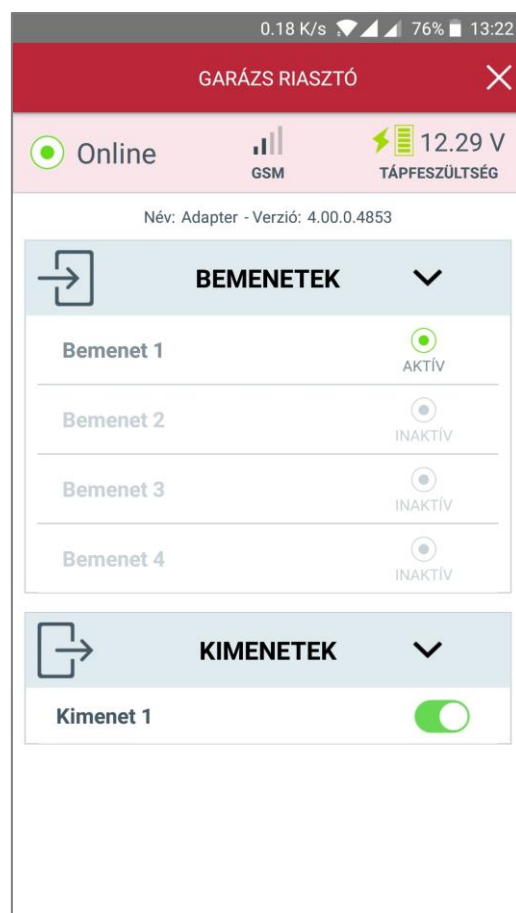 0.18 K/s 76% 13:22
GARÁZS RIASZTÓ
Online GSM 12.29 V
TÁPFESZÜLTSÉG
Név: Adapter - Verzió: 4.00.0.4853
BEMENETEK
Bemenet 1
AKTÍV
Bemenet 2
INAKTÍV
Bemenet 3
INAKTÍV
Bemenet 4
INAKTÍV
KIMENETEK
Kimenet 1